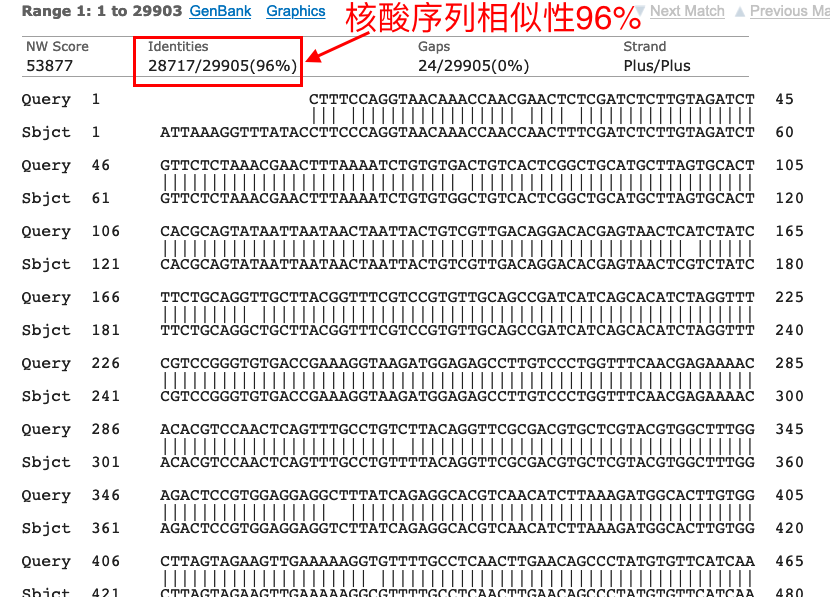 Range 1: 1 to 29903 GenBank Graphics 核酸序列相似性96% Next Match Previous Ma
NW Score Identities Gaps Strand
53877 28717/29905(96%) 24/29905(0%) Plus/Plus
Query 1 CTTTCCAGGTAACAAACCAACGAACTCTCGATCTCTTGTAGATCT 45
Sbjct 1 ATTAAAGGTTTATACCTTCCCAGGTAACAAACCAACCAACTTTCGATCTCTTGTAGATCT 60
Query 46 GTTCTCTAAACGAACTTTAAAATCTGTGTGACTGTCACTCGGCTGCATGCTTAGTGCACT 105
Sbjct 61 GTTCTCTAAACGAACTTTAAAATCTGTGTGGCTGTCACTCGGCTGCATGCTTAGTGCACT 120
Query 106 CACGCAGTATAATTAATAACTAATTACTGTCGTTGACAGGACACGAGTAACTCATCTATC 165
Sbjct 121 CACGCAGTATAATTAATAACTAATTACTGTCGTTGACAGGACACGAGTAACTCGTCTATC 180
Query 166 TTCTGCAGGTTGCTTACGGTTTCGTCCGTGTTGCAGCCGATCATCAGCACATCTAGGTTT 225
Sbjct 181 TTCTGCAGGCTGCTTACGGTTTCGTCCGTGTTGCAGCCGATCATCAGCACATCTAGGTTT 240
Query 226 CGTCCGGGTGTGACCGAAAGGTAAGATGGAGAGCCTTGTCCCTGGTTTCAACGAGAAAAC 285
Sbjct 241 CGTCCGGGTGTGACCGAAAGGTAAGATGGAGAGCCTTGTCCCTGGTTTCAACGAGAAAAC 300
Query 286 ACACGTCCAACTCAGTTTGCCTGTCTTACAGGTTCGCGACGTGCTCGTACGTGGCTTTGG 345
Sbjct 301 ACACGTCCAACTCAGTTTGCCTGTTTTACAGGTTCGCGACGTGCTCGTACGTGGCTTTGG 360
Query 346 AGACTCCGTGGAGGAGGCTTTATCAGAGGCACGTCAACATCTTAAAGATGGCACTTGTGG 405
Sbjct 361 AGACTCCGTGGAGGAGGTCTTATCAGAGGCACGTCAACATCTTAAAGATGGCACTTGTGG 420
Query 406 CTTAGTAGAAGTTGAAAAAGGTGTTTTGCCTCAACTTGAACAGCCCTATGTGTTCATCAA 465
Sbjct 421 CTTAGTAGAAGTTGAAAAAGGCGTTTTGCCTCAACTTGAACAGCCCTATGTGTTCATCAA 480